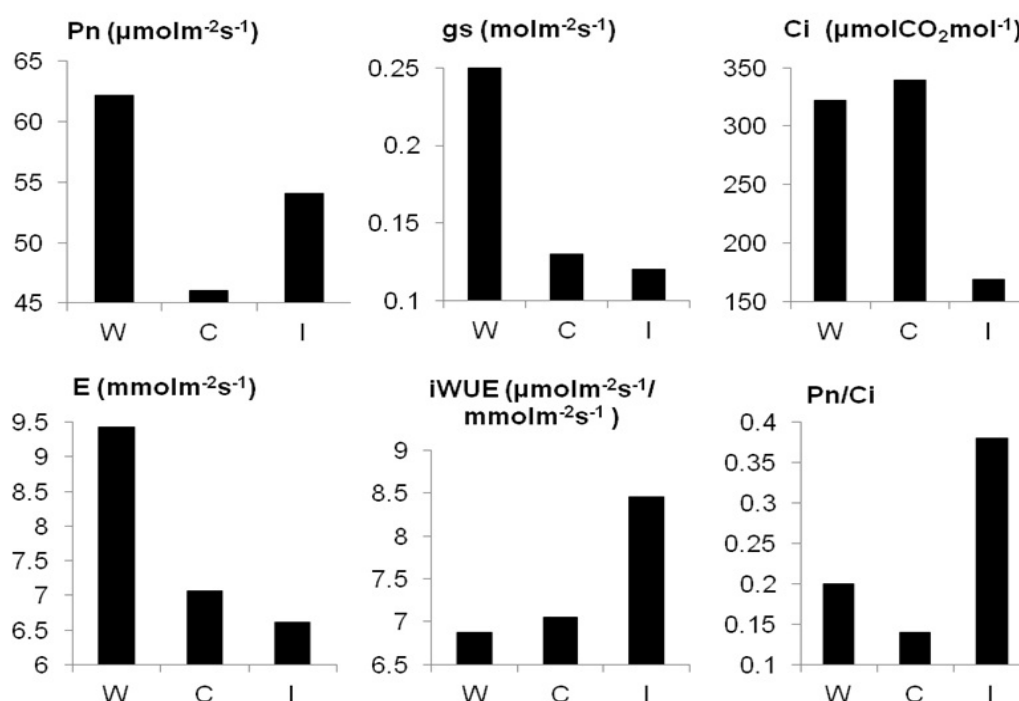 Pn (µmolm⁻²s⁻¹)
65
60
55
50
45
W C I
gs (molm⁻²s⁻¹)
0.25
0.2
0.15
0.1
W C I
Ci (µmolCO₂mol⁻¹)
350
300
250
200
150
W C I
E (mmolm⁻²s⁻¹)
9.5
9
8.5
8
7.5
7
6.5
6
W C I
iWUE (µmolm⁻²s⁻¹/
mmolm⁻²s⁻¹ )
9
8.5
8
7.5
7
6.5
W C I
Pn/Ci
0.4
0.35
0.3
0.25
0.2
0.15
0.1
W C I